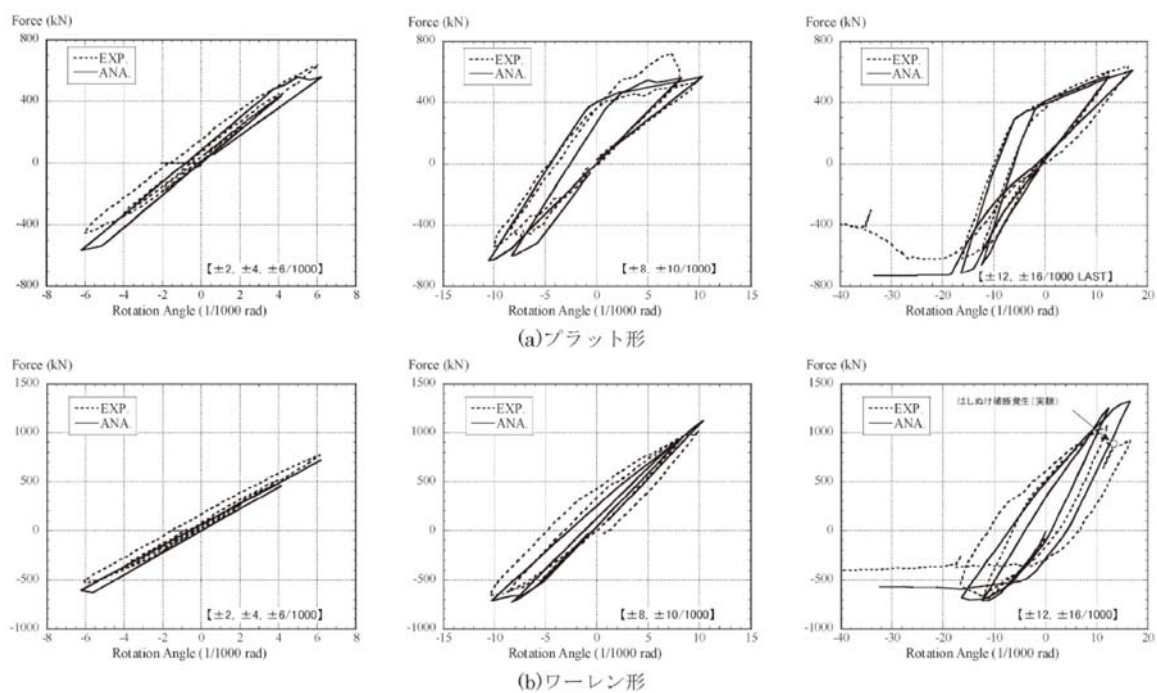 Force (kN)
800
400
0
-400
-800
-8 -6 -4 -2 0 2 4 6 8
Rotation Angle (1/1000 rad)
EXP.
ANA.
【±2, ±4, ±6/1000】
Force (kN)
800
400
0
-400
-800
-15 -10 -5 0 5 10 15
Rotation Angle (1/1000 rad)
EXP.
ANA.
【±8, ±10/1000】
Force (kN)
800
400
0
-400
-800
-40 -30 -20 -10 0 10 20
Rotation Angle (1/1000 rad)
EXP.
ANA.
【±12, ±16/1000 LAST】
(a)プラット形
Force (kN)
1500
1000
500
0
-500
-1000
-8 -6 -4 -2 0 2 4 6 8
Rotation Angle (1/1000 rad)
EXP.
ANA.
【±2, ±4, ±6/1000】
Force (kN)
1500
1000
500
0
-500
-1000
-15 -10 -5 0 5 10 15
Rotation Angle (1/1000 rad)
EXP.
ANA.
【±8, ±10/1000】
Force (kN)
1500
1000
500
0
-500
-1000
-40 -30 -20 -10 0 10 20
Rotation Angle (1/1000 rad)
EXP.
ANA.
はしぬけ破断発生(実験)
【±12, ±16/1000】
(b)ワーレン形